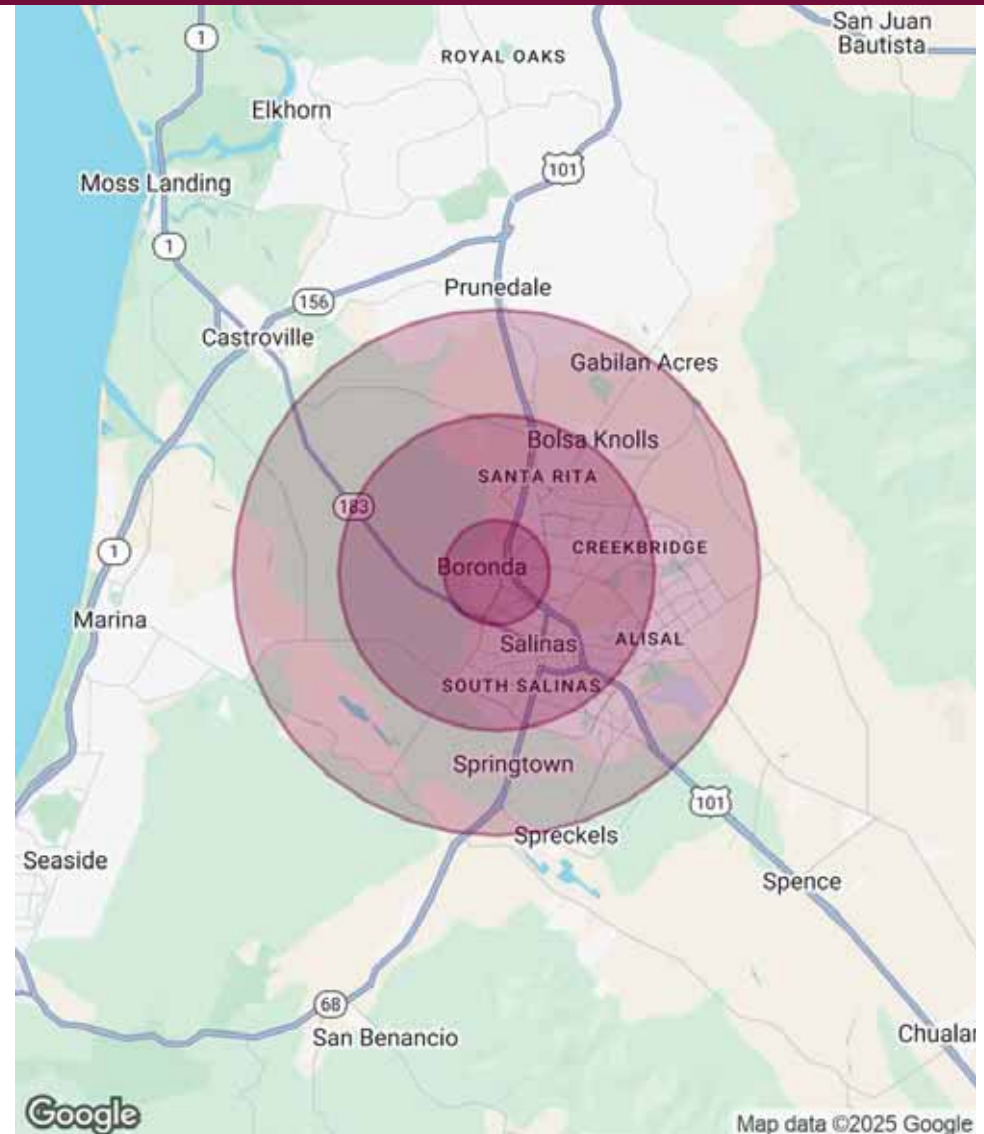 San Juan
Bautista
1
ROYAL OAKS
Elkhorn
101
Moss Landing
1
Prunedale
156
Castroville
Gabilan Acres
Bolsa Knolls
SANTA RITA
183
CREEKBRIDGE
1
Boronda
Marina
Salinas
ALISAL
SOUTH SALINAS
Springtown
101
Spreckels
Seaside
Spence
68
San Benancio
Chualar
Google
Map data ©2025 Google